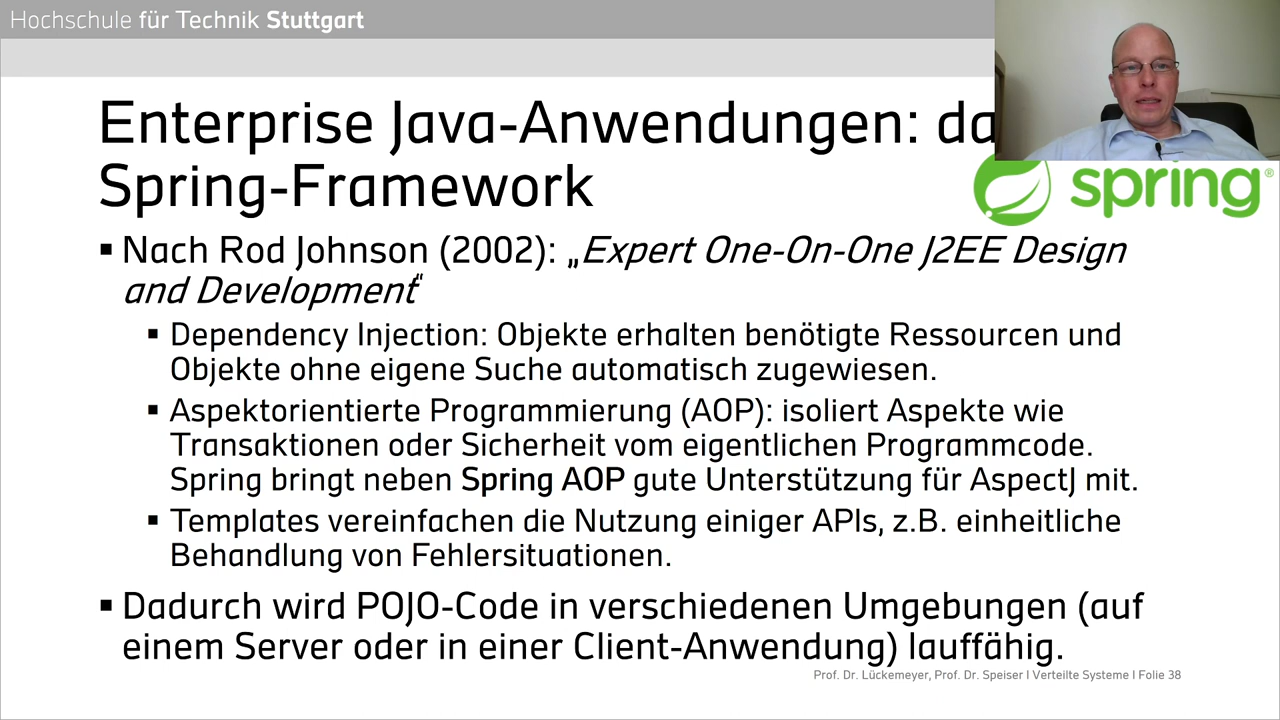 Hochschule für Technik Stuttgart
Enterprise Java-Anwendungen: da
Spring-Framework
spring®
▪ Nach Rod Johnson (2002): „Expert One-On-One J2EE Design
and Development“
▪ Dependency Injection: Objekte erhalten benötigte Ressourcen und
Objekte ohne eigene Suche automatisch zugewiesen.
▪ Aspektorientierte Programmierung (AOP): isoliert Aspekte wie
Transaktionen oder Sicherheit vom eigentlichen Programmcode.
Spring bringt neben Spring AOP gute Unterstützung für AspectJ mit.
▪ Templates vereinfachen die Nutzung einiger APIs, z.B. einheitliche
Behandlung von Fehlersituationen.
▪ Dadurch wird POJO-Code in verschiedenen Umgebungen (auf
einem Server oder in einer Client-Anwendung) lauffähig.
Prof. Dr. Lückemeyer, Prof. Dr. Speiser I Verteilte Systeme I Folie 38